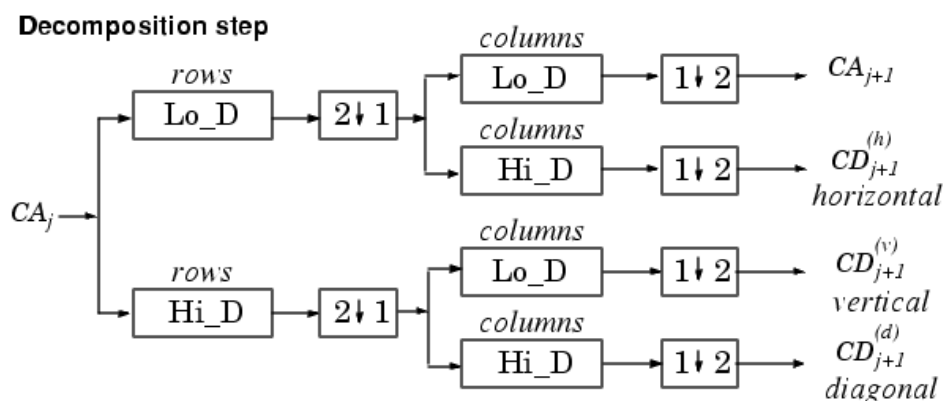 Decomposition step
columns
rows
Lo_D
1↓2
CA_{j+1}
Lo_D
2↓1
columns
Hi_D
1↓2
CD_{j+1}^{(h)}
horizontal
CA_j
columns
rows
Lo_D
1↓2
CD_{j+1}^{(v)}
vertical
Hi_D
2↓1
columns
Hi_D
1↓2
CD_{j+1}^{(d)}
diagonal